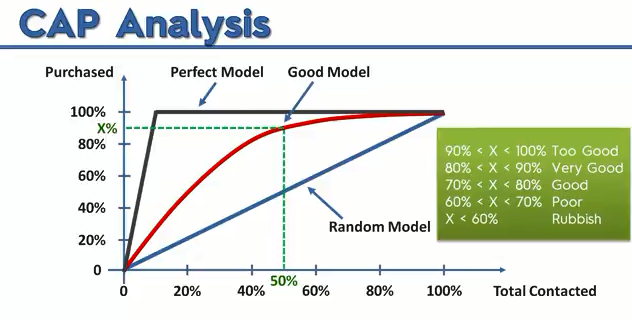 CAP Analysis
Purchased
Perfect Model
Good Model
100%
X%
80%
60%
40%
20%
0
90% < X < 100% Too Good
80% < X < 90% Very Good
70% < X < 80% Good
60% < X < 70% Poor
X < 60% Rubbish
Random Model
50%
0
20%
40%
60%
80%
100%
Total Contacted